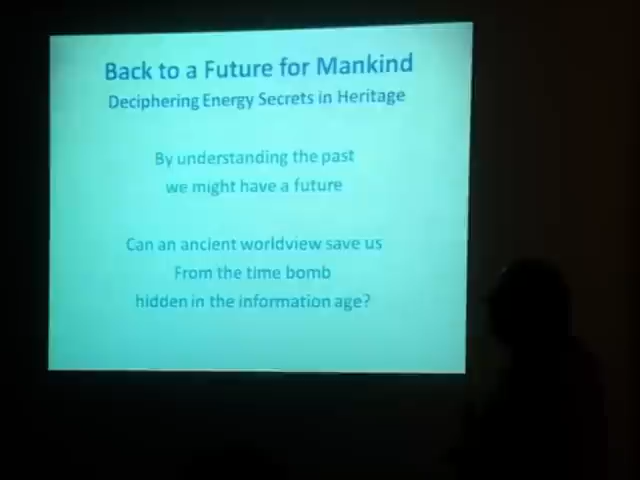 Back to a Future for Mankind
Deciphering Energy Secrets in Heritage
By understanding the past
we might have a future
Can an ancient worldview save us
From the time bomb
hidden in the information age?